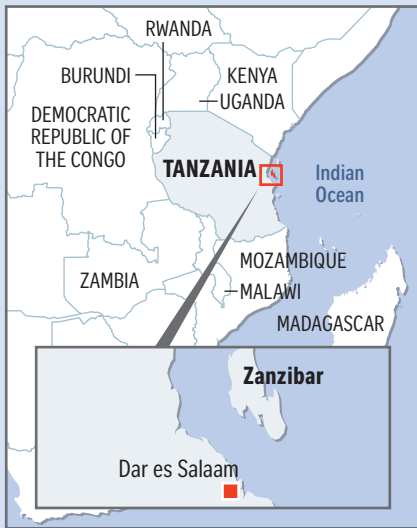 RWANDA
BURUNDI
KENYA
UGANDA
DEMOCRATIC
REPUBLIC OF
THE CONGO
TANZANIA
Indian
Ocean
MOZAMBIQUE
ZAMBIA
MALAWI
MADAGASCAR
Zanzibar
Dar es Salaam